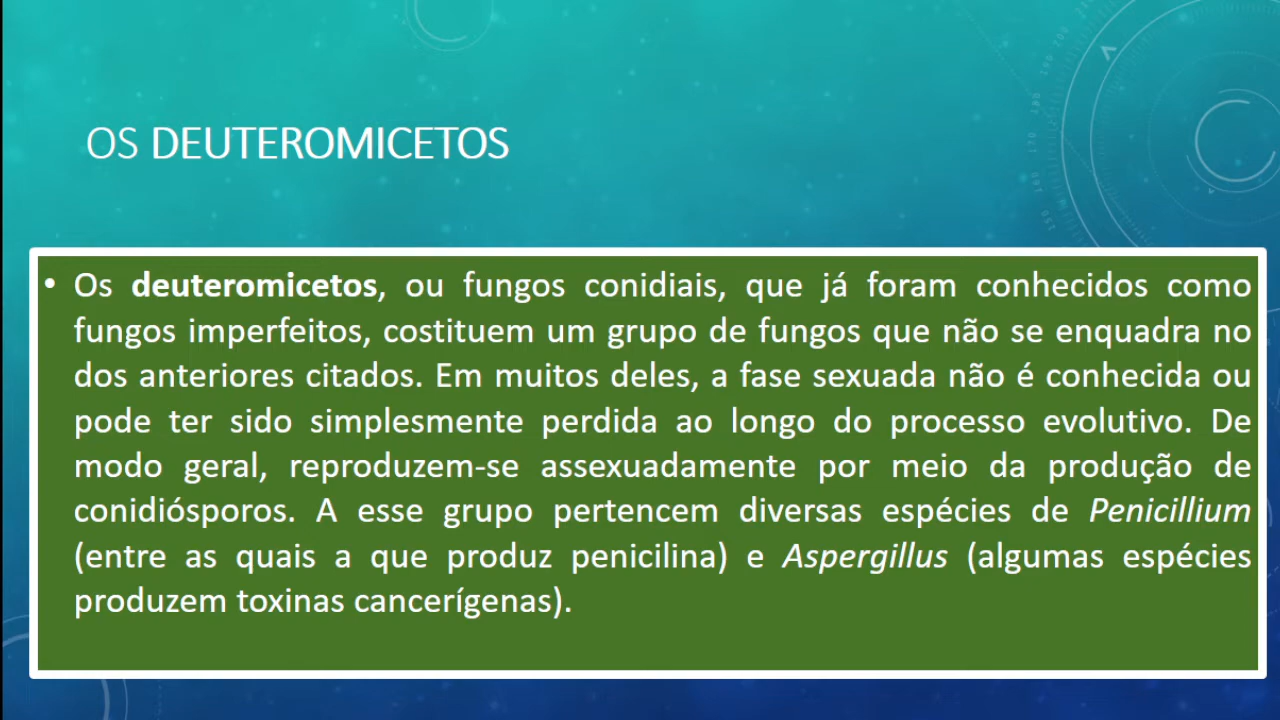 OS DEUTEROMICETOS
• Os deuteromicetos, ou fungos conidiais, que já foram conhecidos como
fungos imperfeitos, costituem um grupo de fungos que não se enquadra no
dos anteriores citados. Em muitos deles, a fase sexuada não é conhecida ou
pode ter sido simplesmente perdida ao longo do processo evolutivo. De
modo geral, reproduzem-se assexuadamente por meio da produção de
conidiósporos. A esse grupo pertencem diversas espécies de Penicillium
(entre as quais a que produz penicilina) e Aspergillus (algumas espécies
produzem toxinas cancerígenas).